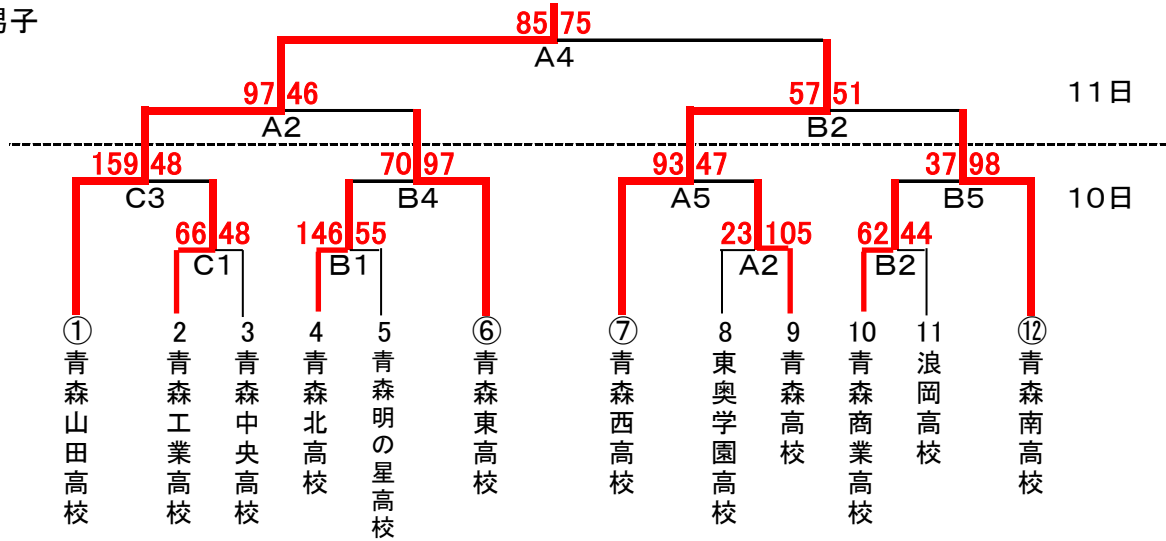 男子
85 75
A4
97 46
57 51
11日
A2
B2
159 48
70 97
93 47
37 98
C3
B4
A5
B5
10日
66 48
146 55
23 105
62 44
C1
B1
A2
B2
① 青森山田高校
2 青森工業高校
3 青森中央高校
4 青森北高校
5 青森明の星高校
⑥ 青森東高校
⑦ 青森西高校
8 東奥学園高校
9 青森高校
10 青森商業高校
11 浪岡高校
⑫ 青森南高校